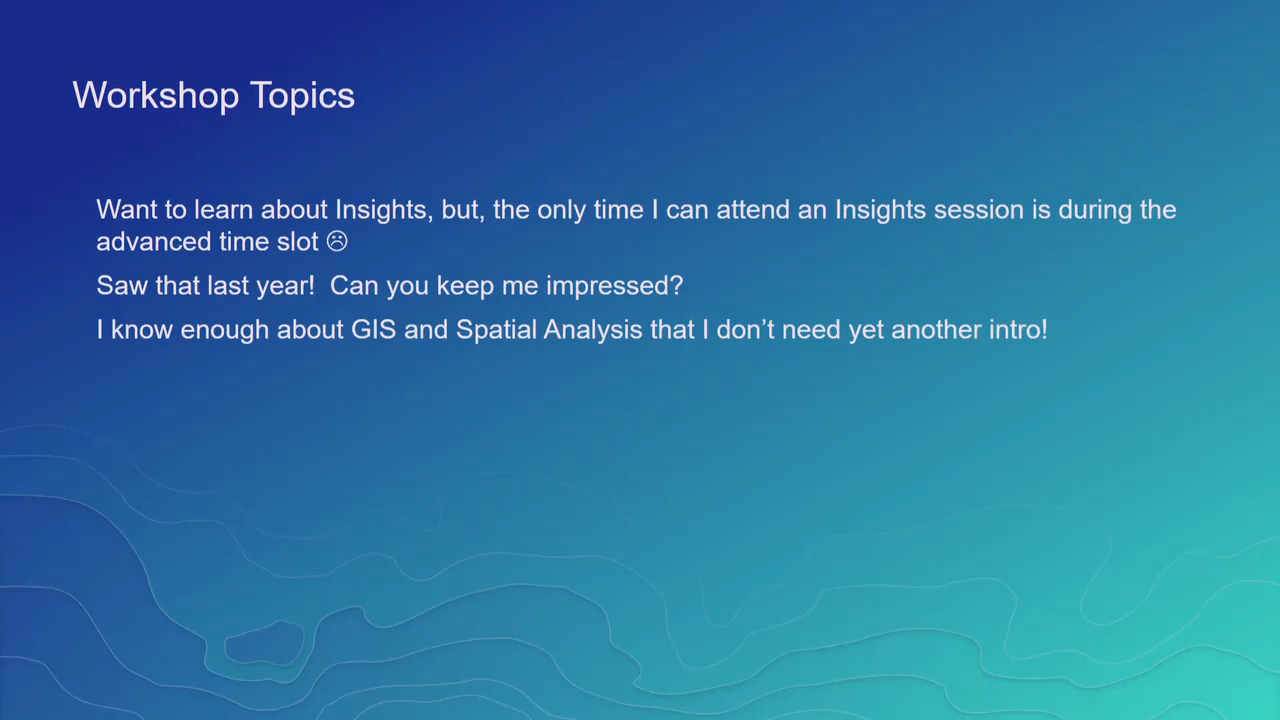 Workshop Topics
Want to learn about Insights, but, the only time I can attend an Insights session is during the
advanced time slot ☹
Saw that last year!  Can you keep me impressed?
I know enough about GIS and Spatial Analysis that I don’t need yet another intro!